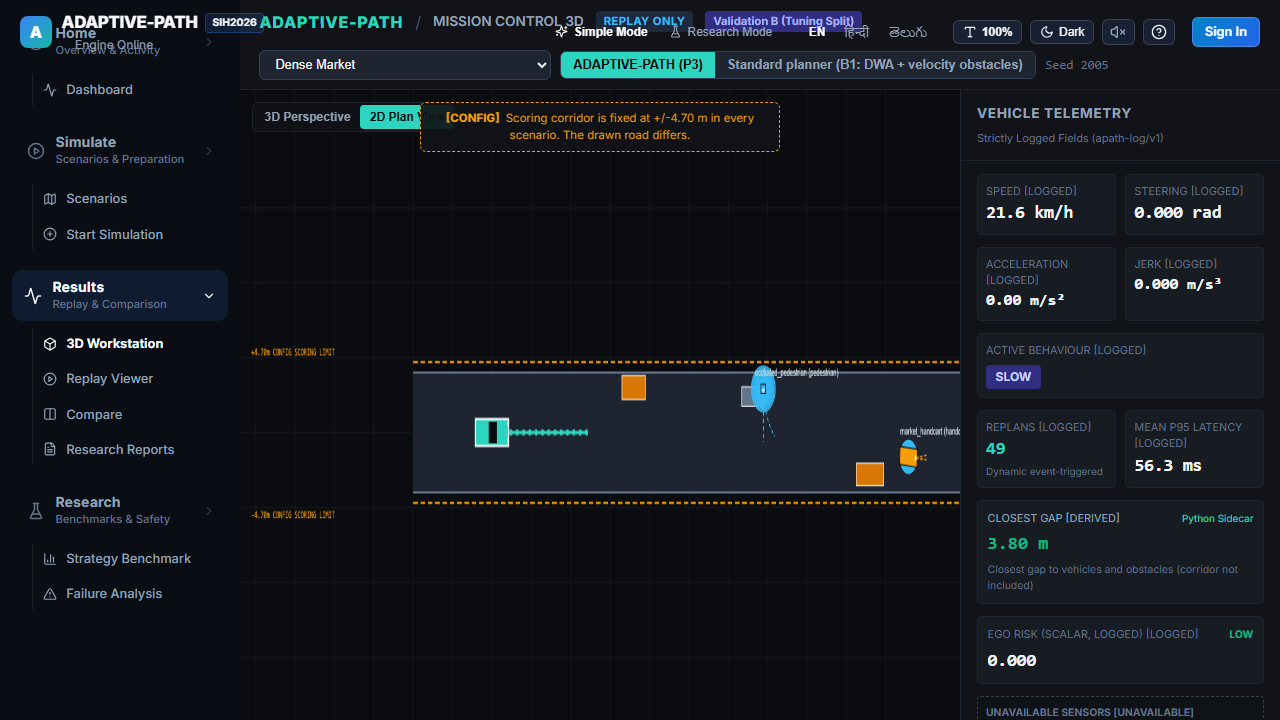 A
ADAPTIVE-PATH
SIH2026
Engine Online
Home
Overview & Activity
Dashboard
Simulate
Scenarios & Preparation
Scenarios
Start Simulation
Results
Replay & Comparison
3D Workstation
Replay Viewer
Compare
Research Reports
Research
Benchmarks & Safety
Strategy Benchmark
Failure Analysis
ADAPTIVE-PATH / MISSION CONTROL 3D REPLAY ONLY Validation B (Tuning Split)
Simple Mode Research Mode EN हिन्दी తెలుగు 100% Dark Sign In
Dense Market ADAPTIVE-PATH (P3) Standard planner (B1: DWA + velocity obstacles) Seed 2005
3D Perspective 2D Plan
[CONFIG] Scoring corridor is fixed at +/-4.70 m in every
scenario. The drawn road differs.
+4.70m CONFIG SCORING LIMIT
-4.70m CONFIG SCORING LIMIT
VEHICLE TELEMETRY
Strictly Logged Fields (apath-log/v1)
SPEED [LOGGED]
21.6 km/h
STEERING [LOGGED]
0.000 rad
ACCELERATION
[LOGGED]
0.00 m/s²
JERK [LOGGED]
0.000 m/s³
ACTIVE BEHAVIOUR [LOGGED]
SLOW
REPLANS [LOGGED]
49
Dynamic event-triggered
MEAN P95 LATENCY
[LOGGED]
56.3 ms
CLOSEST GAP [DERIVED] Python Sidecar
3.80 m
Closest gap to vehicles and obstacles (corridor not
included)
EGO RISK (SCALAR, LOGGED) [LOGGED] LOW
0.000
UNAVAILABLE SENSORS [UNAVAILABLE]